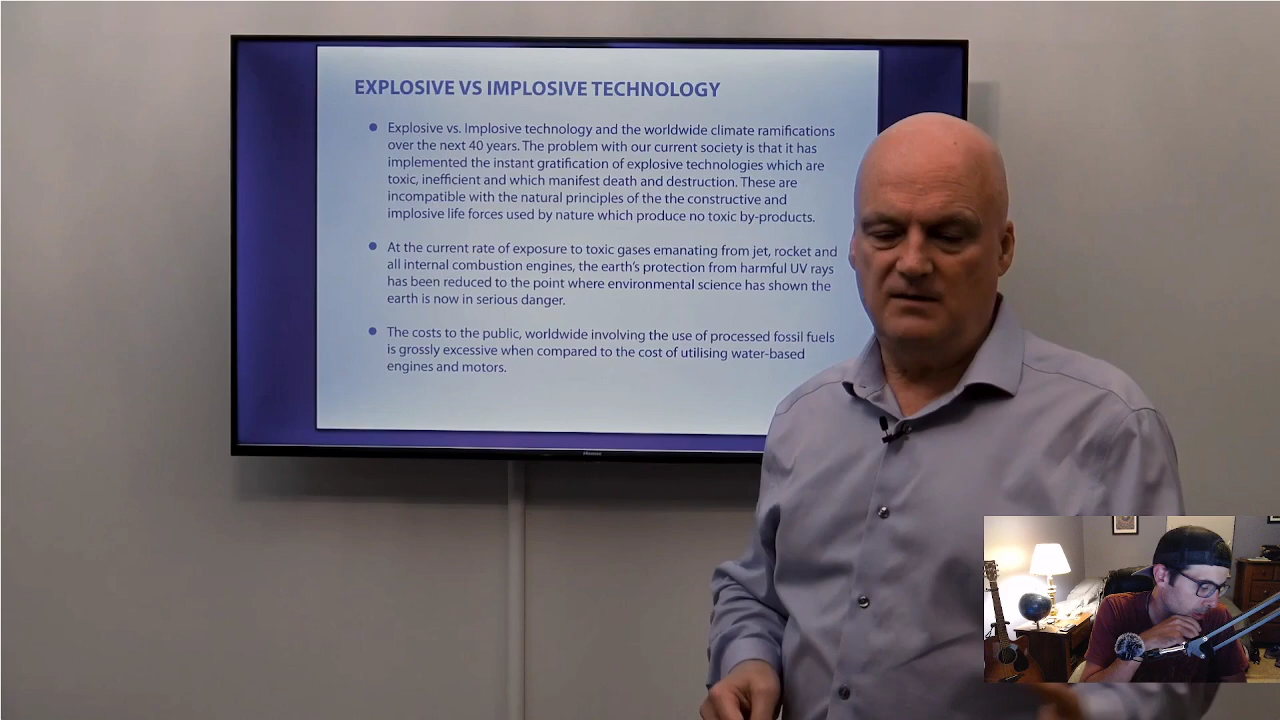 EXPLOSIVE VS IMPLOSIVE TECHNOLOGY
Explosive vs. Implosive technology and the worldwide climate ramifications
over the next 40 years. The problem with our current society is that it has
implemented the instant gratification of explosive technologies which are
toxic, inefficient and which manifest death and destruction. These are
incompatible with the natural principles of the the constructive and
implosive life forces used by nature which produce no toxic by-products.
At the current rate of exposure to toxic gases emanating from jet, rocket and
all internal combustion engines, the earth's protection from harmful UV rays
has been reduced to the point where environmental science has shown the
earth is now in serious danger.
The costs to the public, worldwide involving the use of processed fossil fuels
is grossly excessive when compared to the cost of utilising water-based
engines and motors.
Hisense